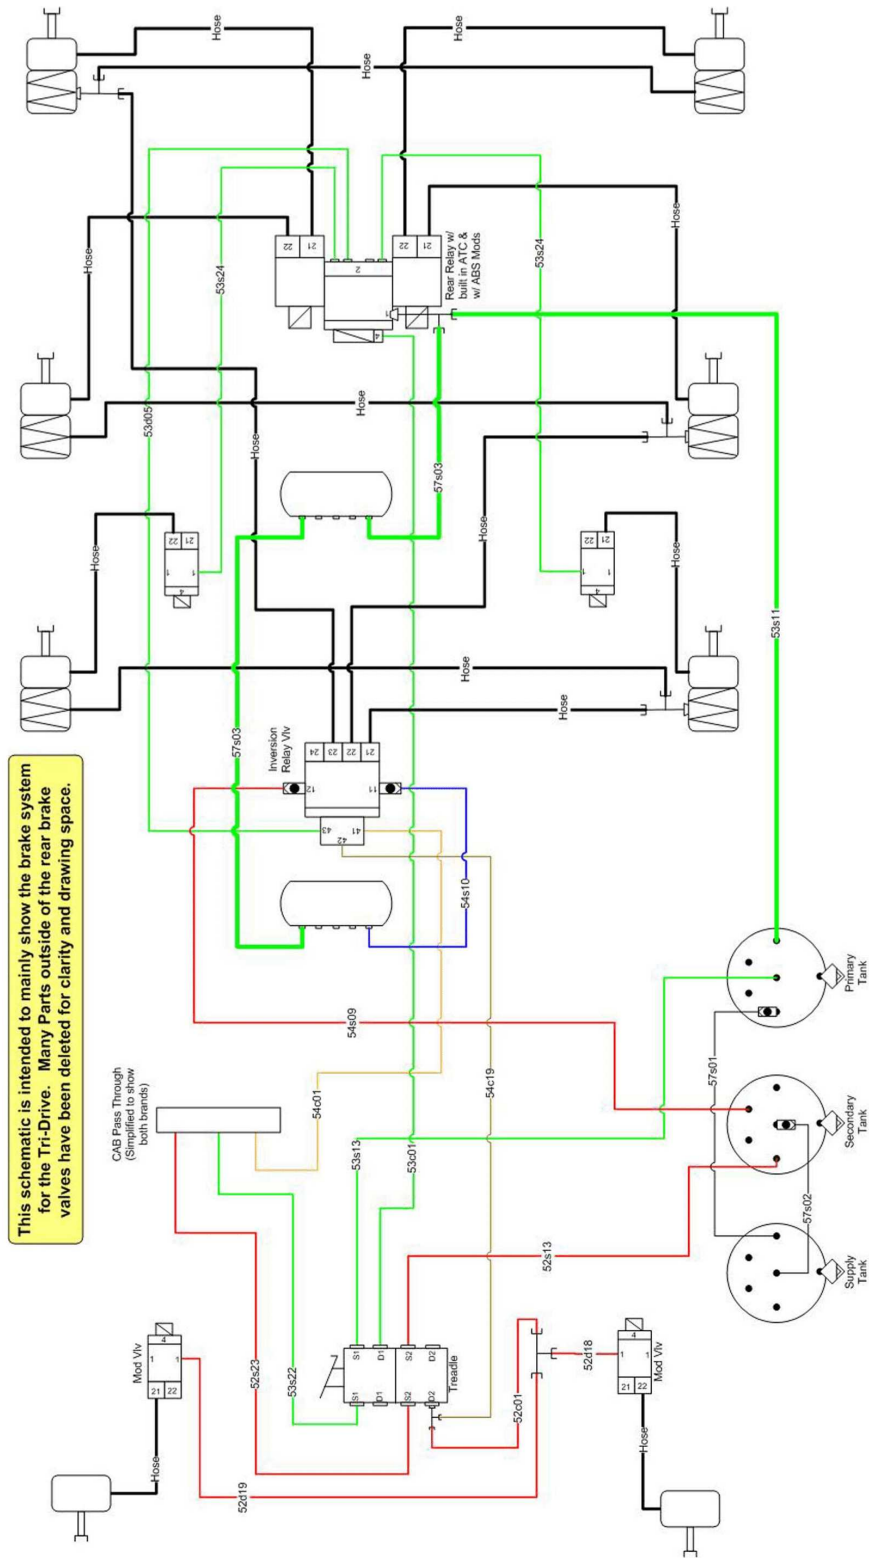 This schematic is intended to mainly show the brake system
for the Tri-Drive.  Many Parts outside of the rear brake
valves have been deleted for clarity and drawing space.
Mod Vlv
4
1
1
21
22
Hose
52d19
52s23
53s22
CAB Pass Through
(Simplified to show
both brands)
S1
D1
S2
D2
S1
D1
S2
D2
Treadle
52c01
52d18
Mod Vlv
4
1
1
21
22
Hose
52s13
53s13
53c01
54c19
54c01
54s09
54s10
57s01
57s02
Supply
Tank
Secondary
Tank
Primary
Tank
53s11
Inversion
Relay Vlv
12
11
43
42
41
24
23
22
21
57s03
57s03
Hose
Hose
Hose
Hose
Hose
22
21
1
1
4
22
21
1
1
4
53d05
53s24
53s24
Hose
Hose
Hose
Hose
22
21
2
1
4
22
21
Rear Relay w/
built in ATC &
w/ ABS Mods
Hose
Hose
Hose
Hose